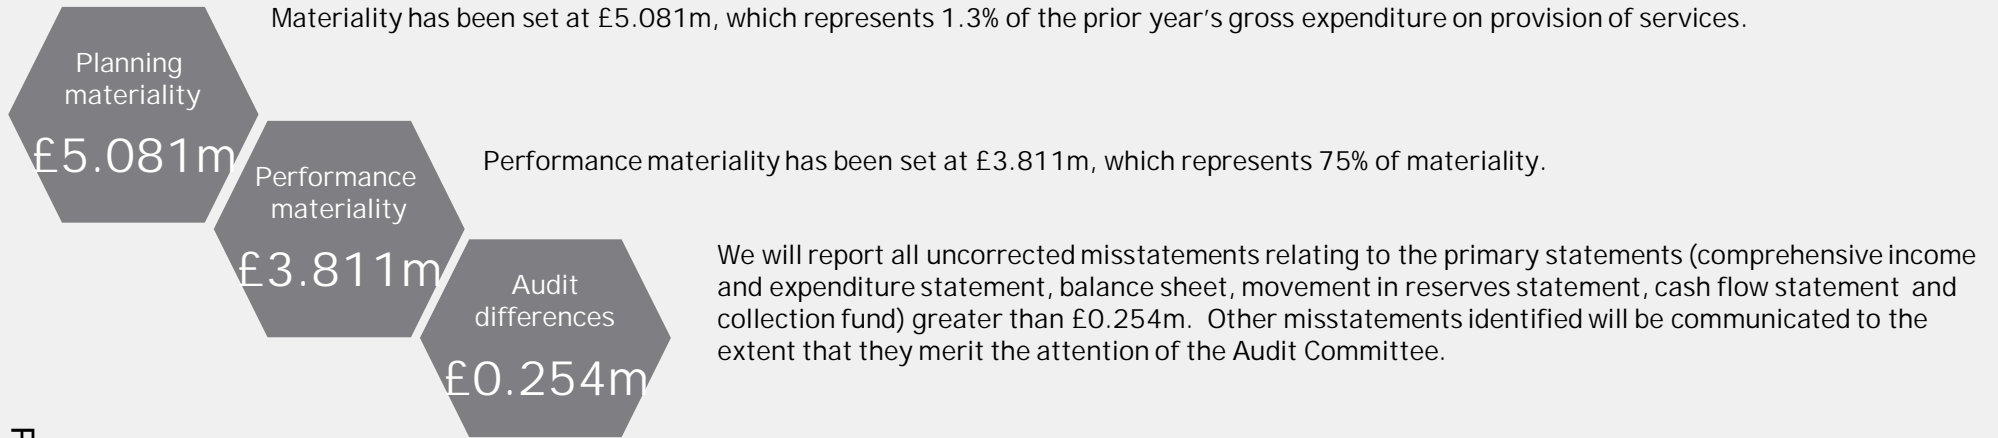 Materiality has been set at £5.081m, which represents 1.3% of the prior year's gross expenditure on provision of services.
Planning
materiality
£5.081m
Performance materiality has been set at £3.811m, which represents 75% of materiality.
Performance
materiality
£3.811m
We will report all uncorrected misstatements relating to the primary statements (comprehensive income
and expenditure statement, balance sheet, movement in reserves statement, cash flow statement and
collection fund) greater than £0.254m. Other misstatements identified will be communicated to the
extent that they merit the attention of the Audit Committee.
Audit
differences
£0.254m